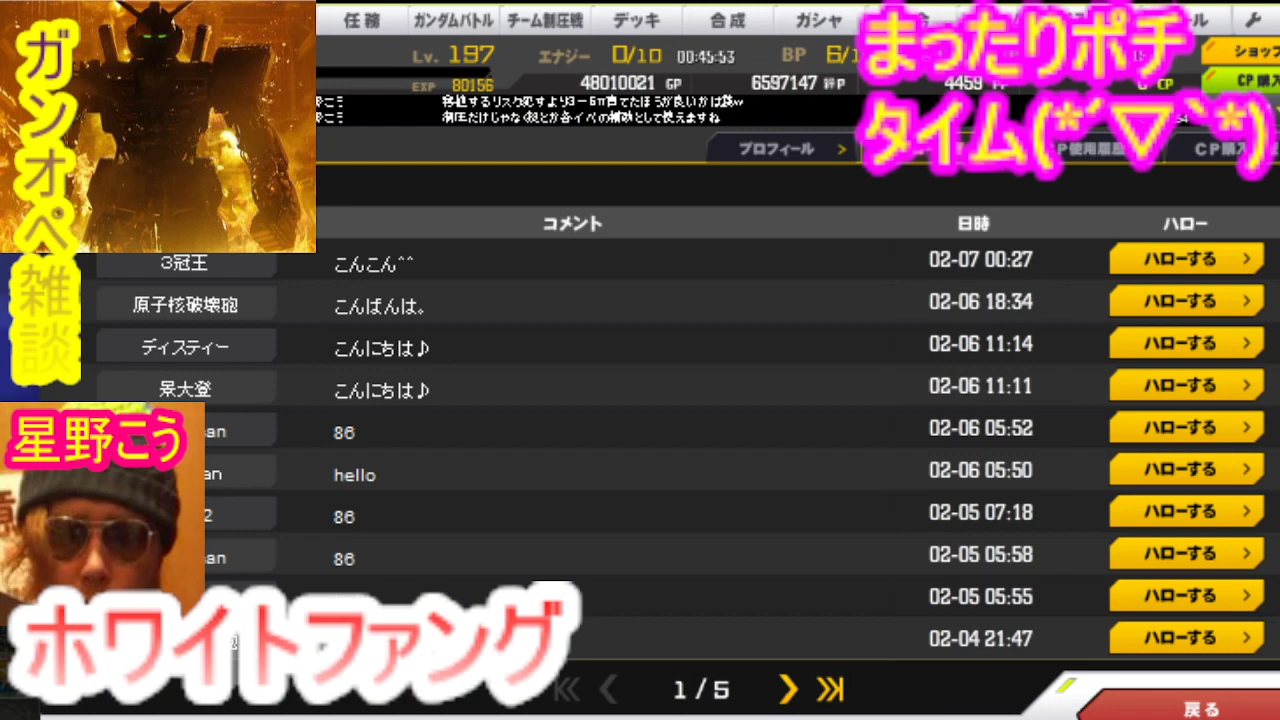 任務 ガンダムバトル チーム制圧戦 デッキ 合成 ガシャ
ガンオペ雑談
まったりポチ
タイム(*´▽`*)
Lv. 197 エナジー 0/10 00:45:53 BP
ショップ
EXP 80156 48010021 GP 6597147 評P 4459
CP 購入
プロフィール >
コメント 日時 ハロー
3冠王 こんこん^^ 02-07 00:27 ハローする >
原子核破壊砲 こんばんは。 02-06 18:34 ハローする >
ディスティー こんにちは♪ 02-06 11:14 ハローする >
景大登 こんにちは♪ 02-06 11:11 ハローする >
86 02-06 05:52 ハローする >
hello 02-06 05:50 ハローする >
86 02-05 07:18 ハローする >
86 02-05 05:58 ハローする >
02-05 05:55 ハローする >
02-04 21:47 ハローする >
星野こう
ホワイトファング
1 / 5
戻る